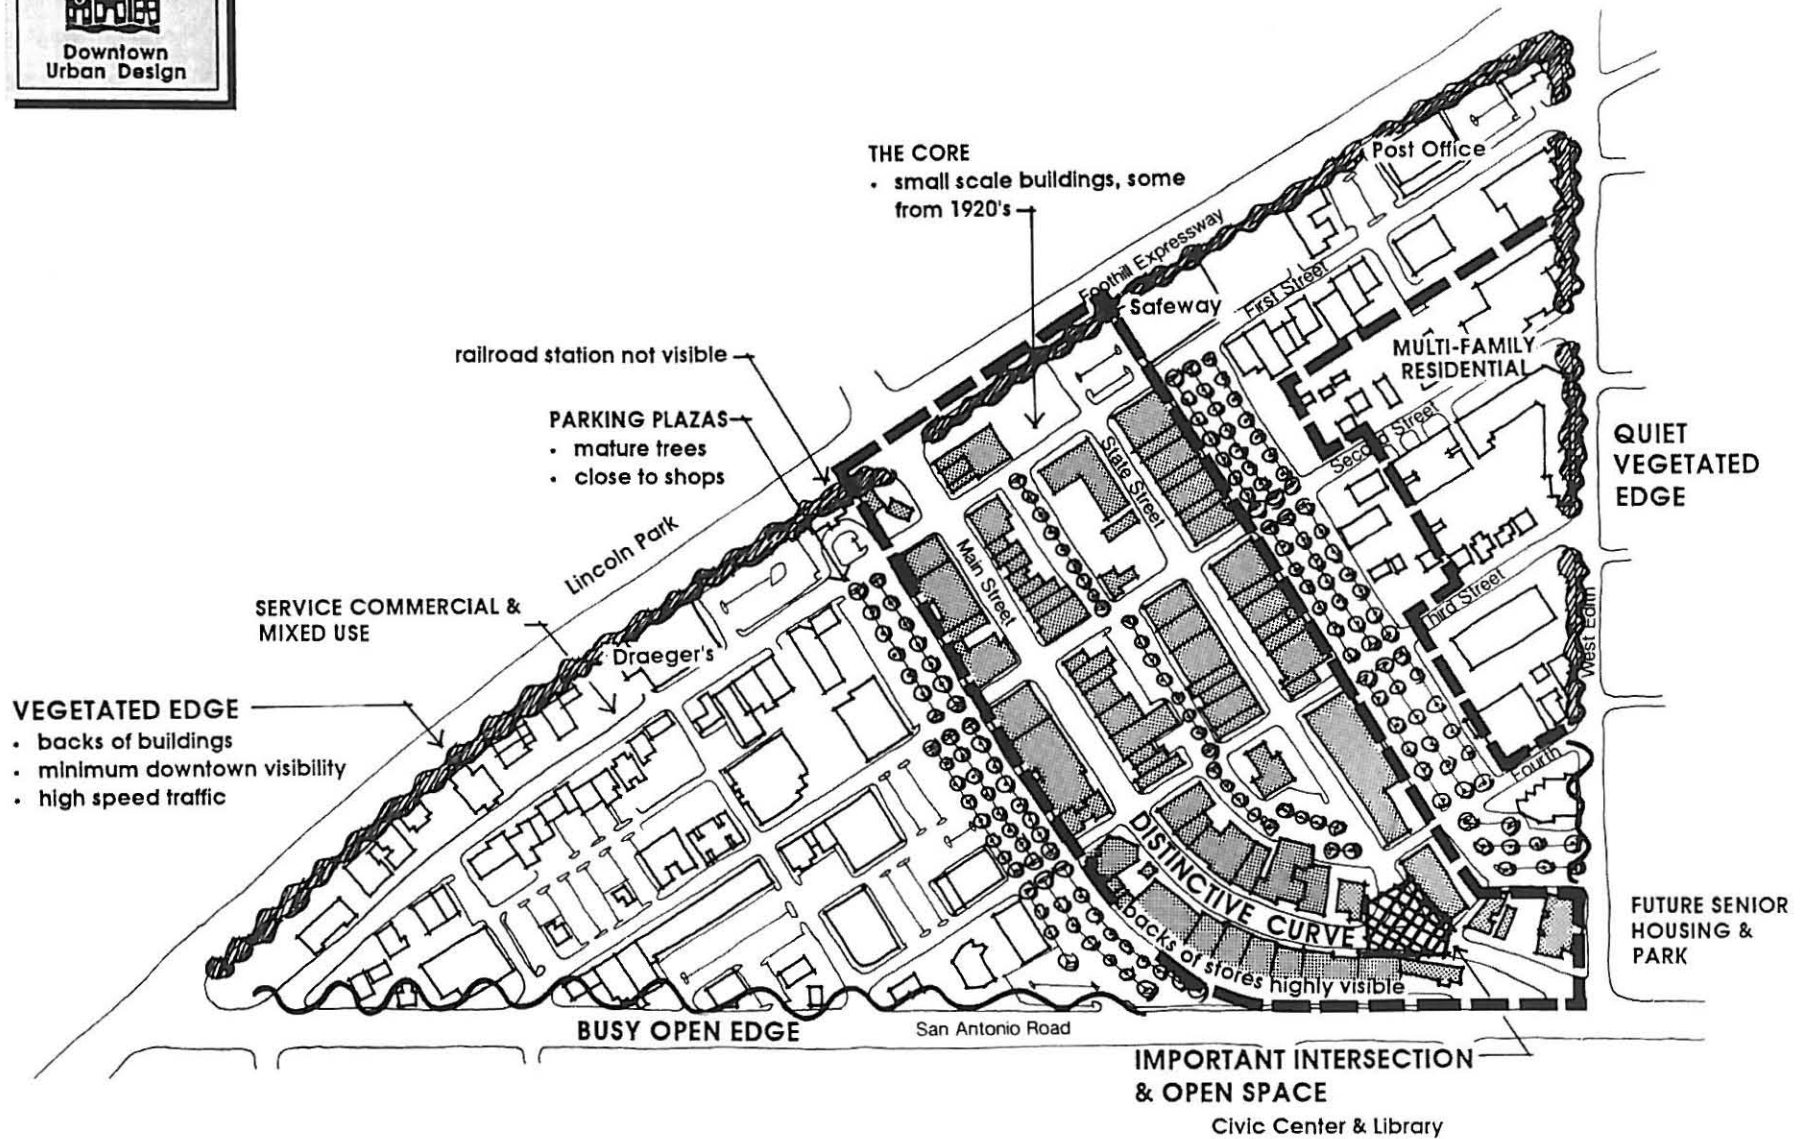 Downtown
Urban Design
THE CORE
• small scale buildings, some
from 1920's
Post Office
Foothill Expressway
Safeway
First Street
railroad station not visible
MULTI-FAMILY
RESIDENTIAL
PARKING PLAZAS
• mature trees
• close to shops
State Street
Second Street
QUIET
VEGETATED
EDGE
Lincoln Park
Main Street
Third Street
West Edith
SERVICE COMMERCIAL &
MIXED USE
Draeger's
VEGETATED EDGE
• backs of buildings
• minimum downtown visibility
• high speed traffic
Fourth
DISTINCTIVE CURVE
backs of stores highly visible
FUTURE SENIOR
HOUSING &
PARK
BUSY OPEN EDGE
San Antonio Road
IMPORTANT INTERSECTION
& OPEN SPACE
Civic Center & Library